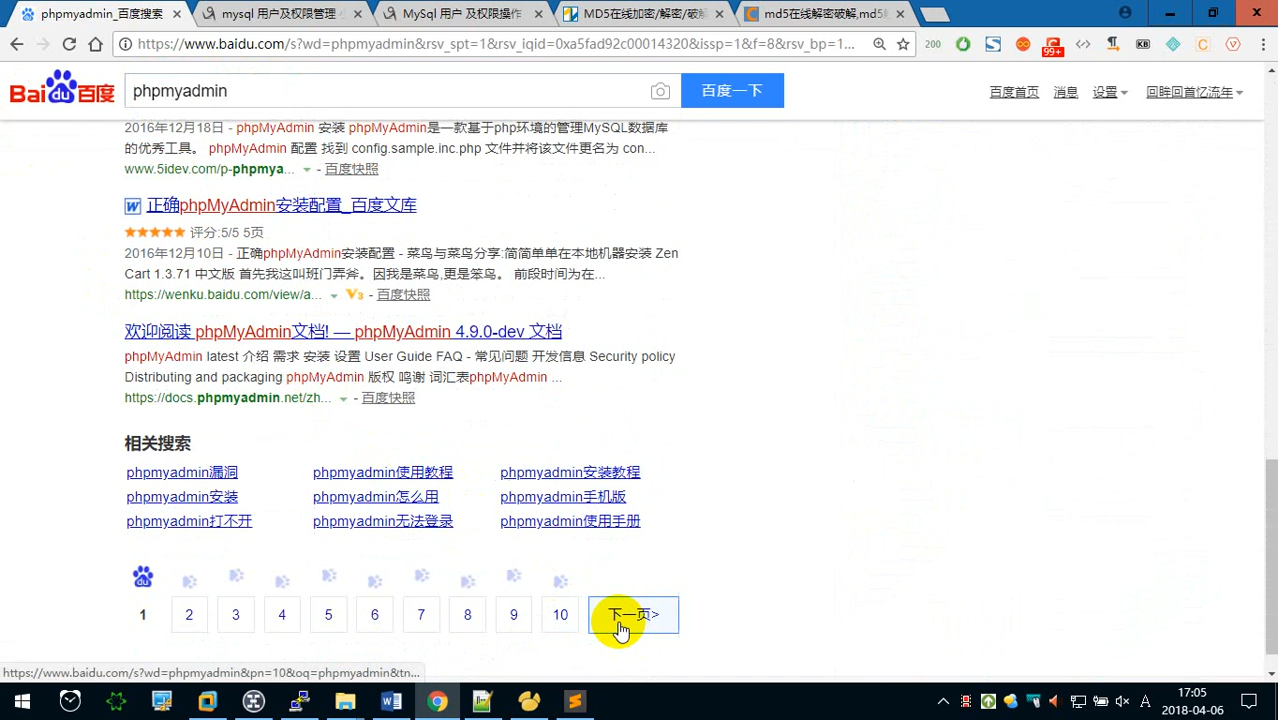 phpmyadmin_百度搜索
mysql 用户及权限管理
MySql 用户 及权限操作
MD5在线加密/解密/破解
md5在线解密破解,md5
https://www.baidu.com/s?wd=phpmyadmin&rsv_spt=1&rsv_iqid=0xa5fad92c00014320&issp=1&f=8&rsv_bp=1...
200
99+
KB
Bai du 百度
phpmyadmin
百度一下
百度首页
消息
设置
回眸回首忆流年
2016年12月18日 - phpMyAdmin 安装 phpMyAdmin是一款基于php环境的管理MySQL数据库
的优秀工具。 phpMyAdmin 配置 找到 config.sample.inc.php 文件并将该文件更名为 con...
www.5idev.com/p-phpmya... - 百度快照
W 正确phpMyAdmin安装配置_百度文库
评分:5/5 5页
2016年12月10日 - 正确phpMyAdmin安装配置 - 菜鸟与菜鸟分享:简简单单在本地机器安装 Zen
Cart 1.3.71 中文版 首先我这叫班门弄斧。因我是菜鸟,更是笨鸟。 前段时间为在...
https://wenku.baidu.com/view/a... V3 - 百度快照
欢迎阅读 phpMyAdmin文档! — phpMyAdmin 4.9.0-dev 文档
phpMyAdmin latest 介绍 需求 安装 设置 User Guide FAQ - 常见问题 开发信息 Security policy
Distributing and packaging phpMyAdmin 版权 鸣谢 词汇表phpMyAdmin ...
https://docs.phpmyadmin.net/zh... - 百度快照
相关搜索
phpmyadmin漏洞
phpmyadmin使用教程
phpmyadmin安装教程
phpmyadmin安装
phpmyadmin怎么用
phpmyadmin手机版
phpmyadmin打不开
phpmyadmin无法登录
phpmyadmin使用手册
du
1 2 3 4 5 6 7 8 9 10 下一页>
https://www.baidu.com/s?wd=phpmyadmin&pn=10&oq=phpmyadmin&tn...
A
17:05
2018-04-06